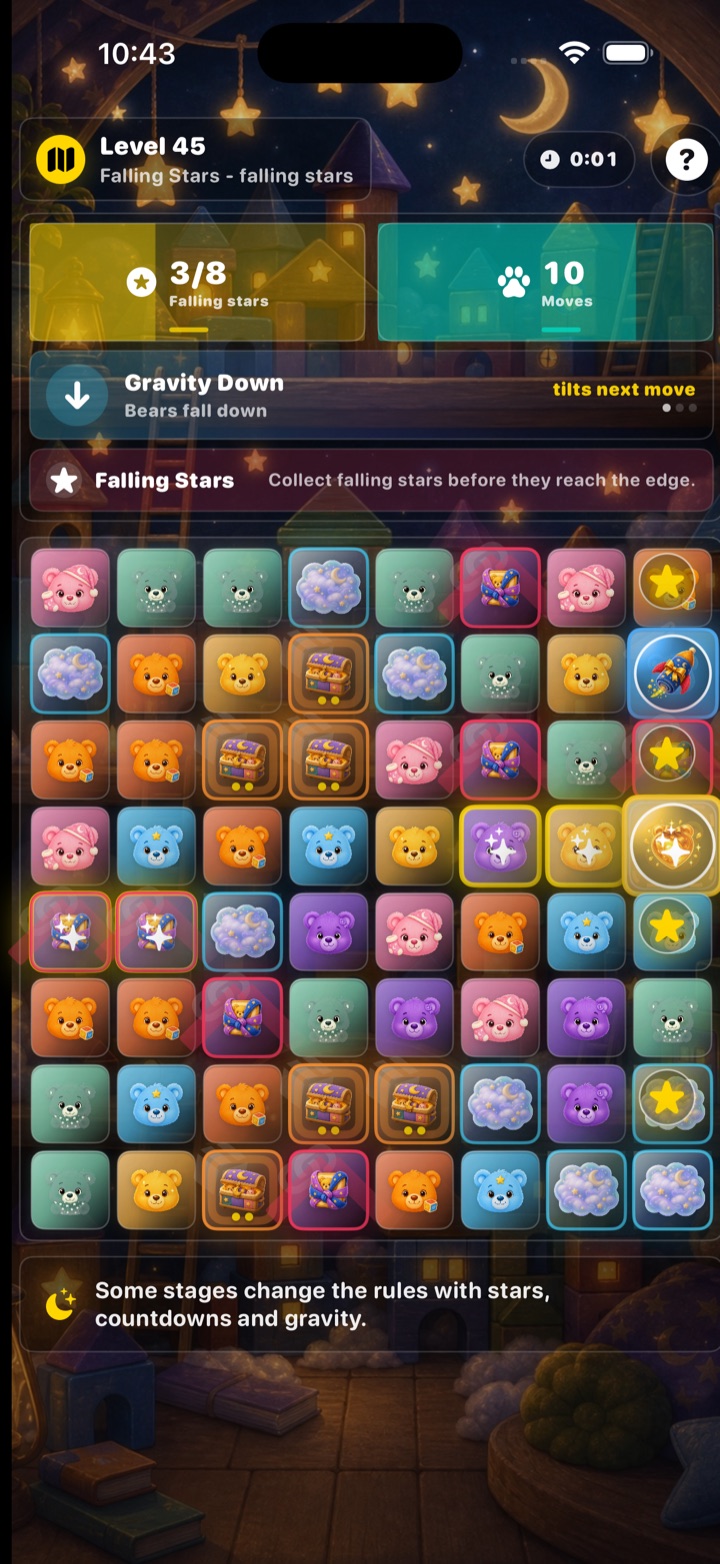 10:43
Level 45
Falling Stars - falling stars
0:01
?
3/8
Falling stars
10
Moves
Gravity Down
Bears fall down
tilts next move
Falling Stars
Collect falling stars before they reach the edge.
Some stages change the rules with stars,
countdowns and gravity.